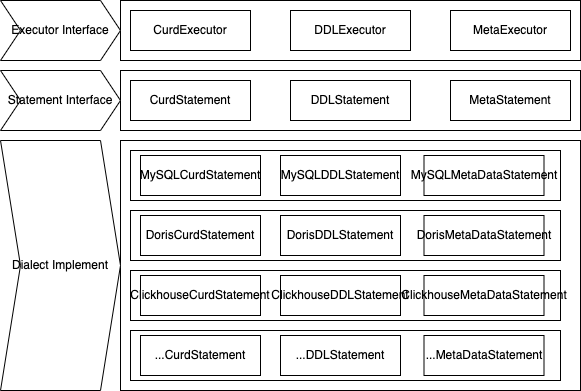 Executor Interface
CurdExecutor
DDLExecutor
MetaExecutor
Statement Interface
CurdStatement
DDLStatement
MetaStatement
Dialect Implement
MySQLCurdStatement
MySQLDDLStatement
MySQLMetaDataStatement
DorisCurdStatement
DorisDDLStatement
DorisMetaDataStatement
ClickhouseCurdStatement
ClickhouseDDLStatement
ClickhouseMetaDataStatement
...CurdStatement
...DDLStatement
...MetaDataStatement